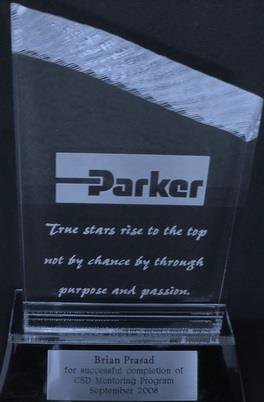 Parker
True stars rise to the top
not by chance by through
purpose and passion.
Brian Prasad
for successful completion of
CSD Mentoring Program
September 2008